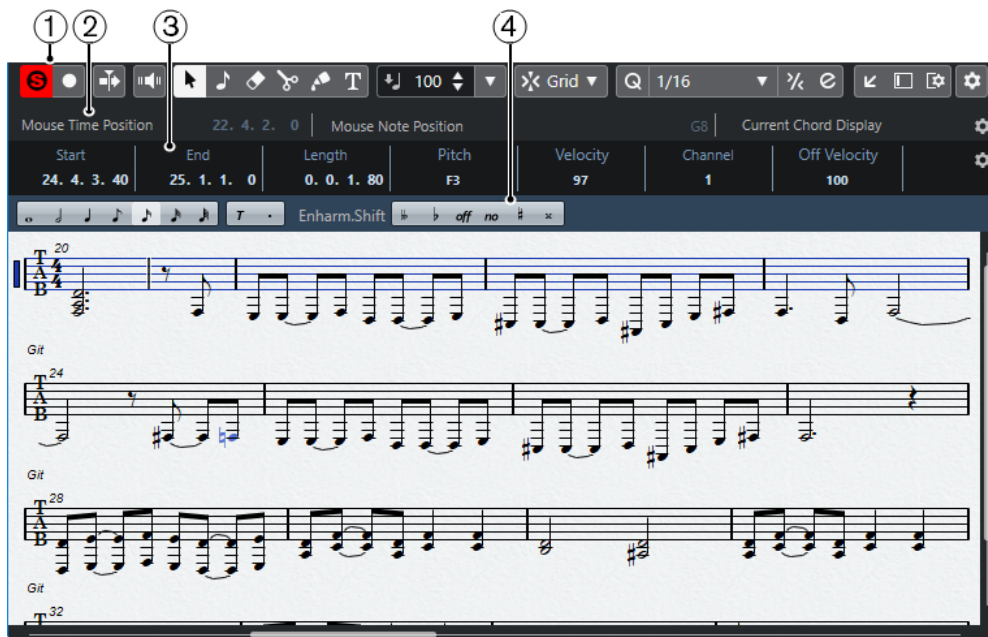 1 2 3 4
S T 100 Grid Q 1/16 e
Mouse Time Position 22. 4. 2. 0 Mouse Note Position G8 Current Chord Display
Start End Length Pitch Velocity Channel Off Velocity
24. 4. 3. 40 25. 1. 1. 0 0. 0. 1. 80 F3 97 1 100
T . Enharm.Shift off no
20
T A B 4 4
Git
24
T A B
Git
28
T A B
Git
32
T